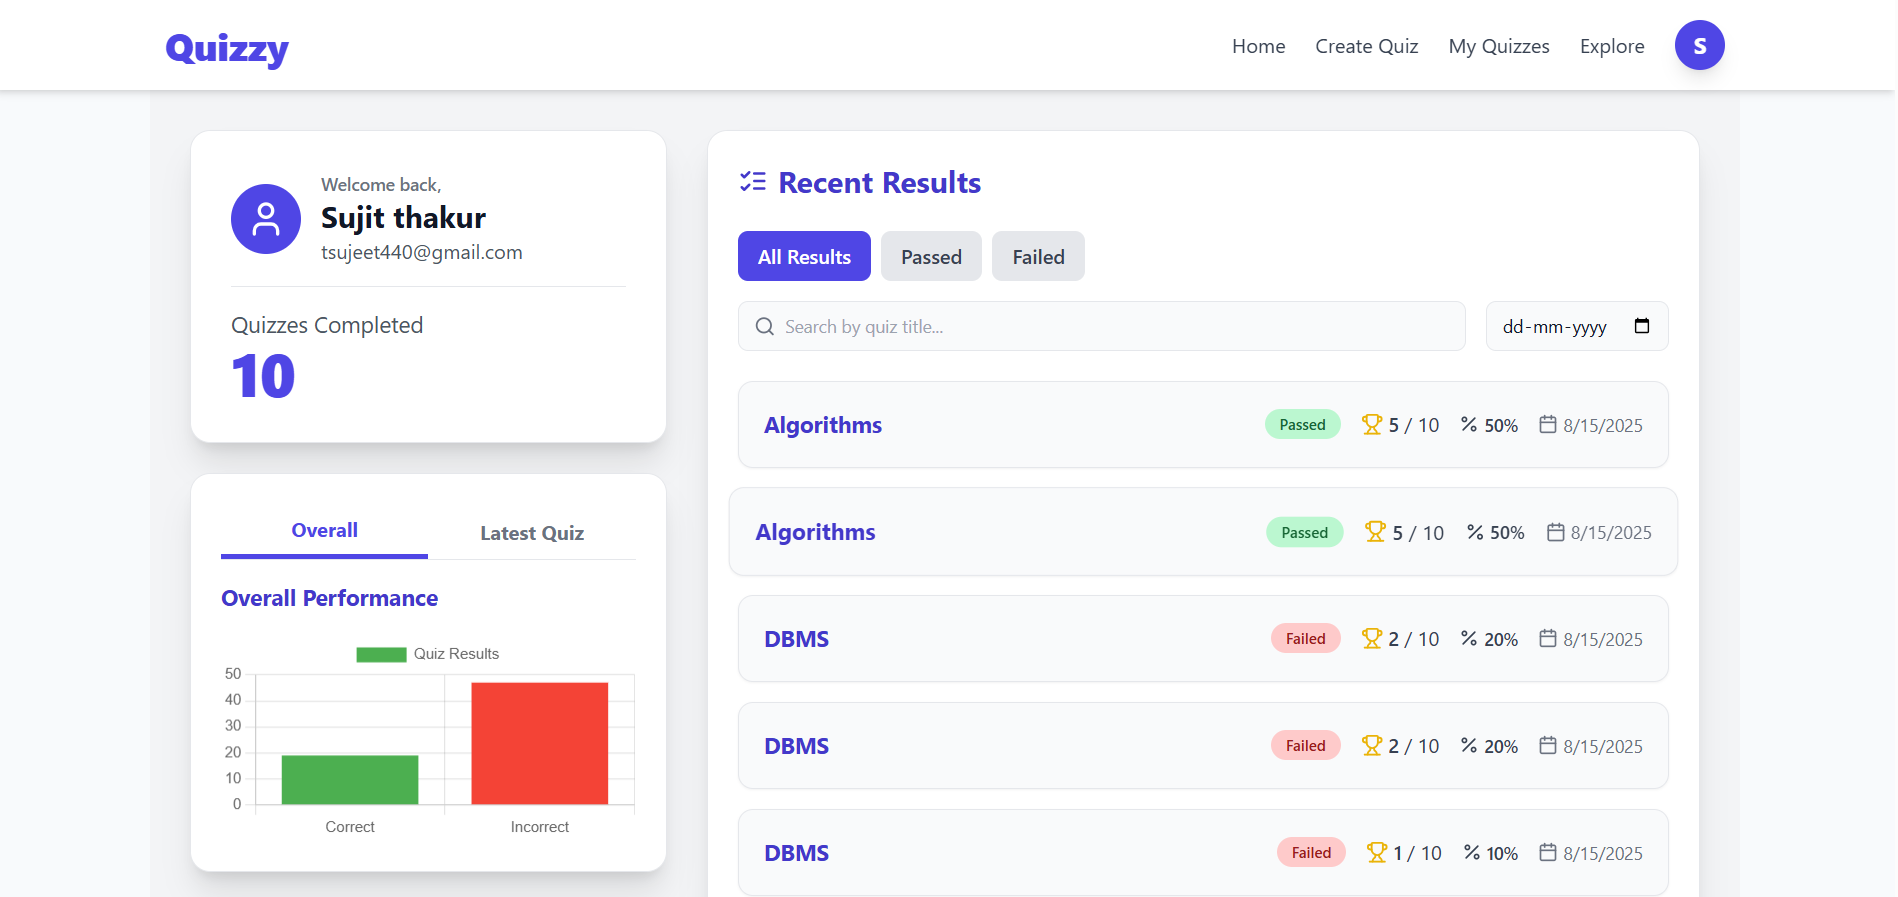 Quizzy
Home Create Quiz My Quizzes Explore S
Welcome back,
Sujit thakur
tsujeet440@gmail.com
Quizzes Completed
10
Overall Latest Quiz
Overall Performance
Quiz Results
50
40
30
20
10
0
Correct Incorrect
Recent Results
All Results Passed Failed
Search by quiz title... dd-mm-yyyy
Algorithms Passed 5 / 10 % 50% 8/15/2025
Algorithms Passed 5 / 10 % 50% 8/15/2025
DBMS Failed 2 / 10 % 20% 8/15/2025
DBMS Failed 2 / 10 % 20% 8/15/2025
DBMS Failed 1 / 10 % 10% 8/15/2025